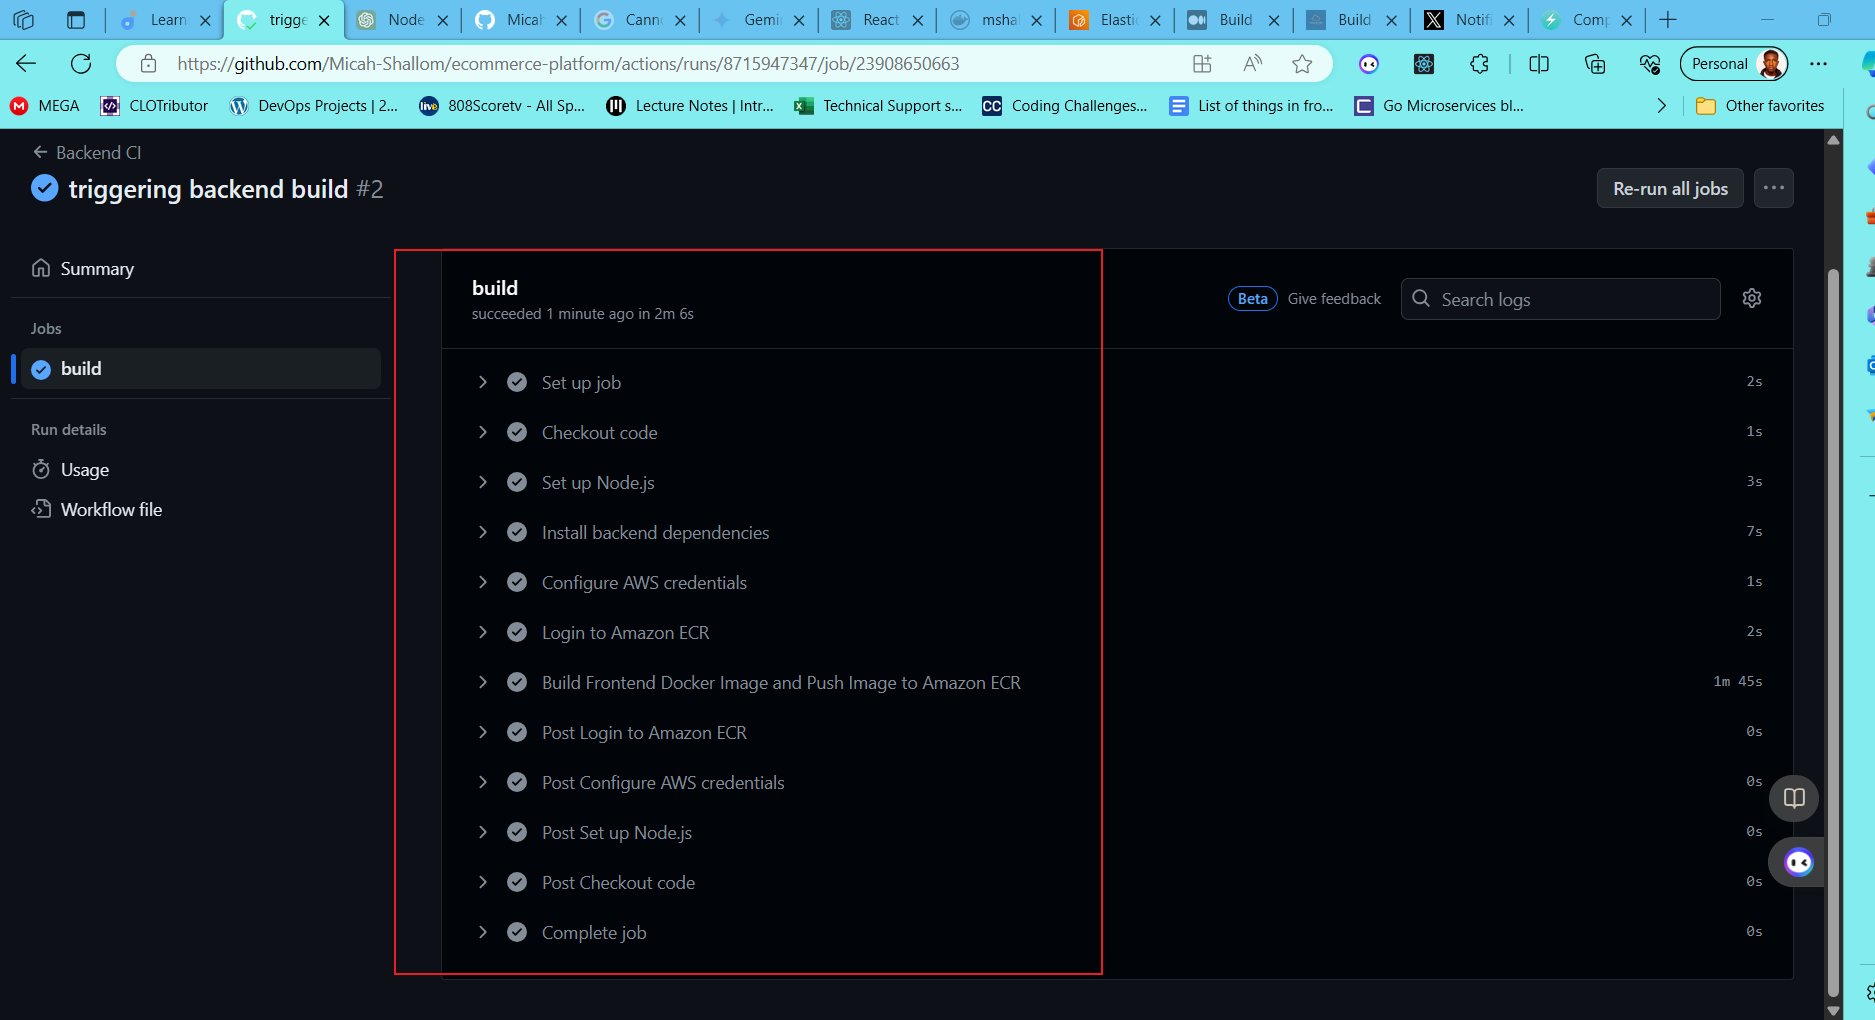 Learn
trigge
Node
Micah
Canno
Gemin
React
mshal
Elastic
Build
Build
Notifi
Comp
https://github.com/Micah-Shallom/ecommerce-platform/actions/runs/8715947347/job/23908650663
Personal
MEGA
CLOTributor
DevOps Projects | 2...
808Scoretv - All Sp...
Lecture Notes | Intr...
Technical Support s...
Coding Challenges...
List of things in fro...
Go Microservices bl...
Other favorites
Backend CI
triggering backend build #2
Re-run all jobs
Summary
Jobs
build
Run details
Usage
Workflow file
build
succeeded 1 minute ago in 2m 6s
Beta
Give feedback
Search logs
Set up job 2s
Checkout code 1s
Set up Node.js 3s
Install backend dependencies 7s
Configure AWS credentials 1s
Login to Amazon ECR 2s
Build Frontend Docker Image and Push Image to Amazon ECR 1m 45s
Post Login to Amazon ECR 0s
Post Configure AWS credentials 0s
Post Set up Node.js 0s
Post Checkout code 0s
Complete job 0s